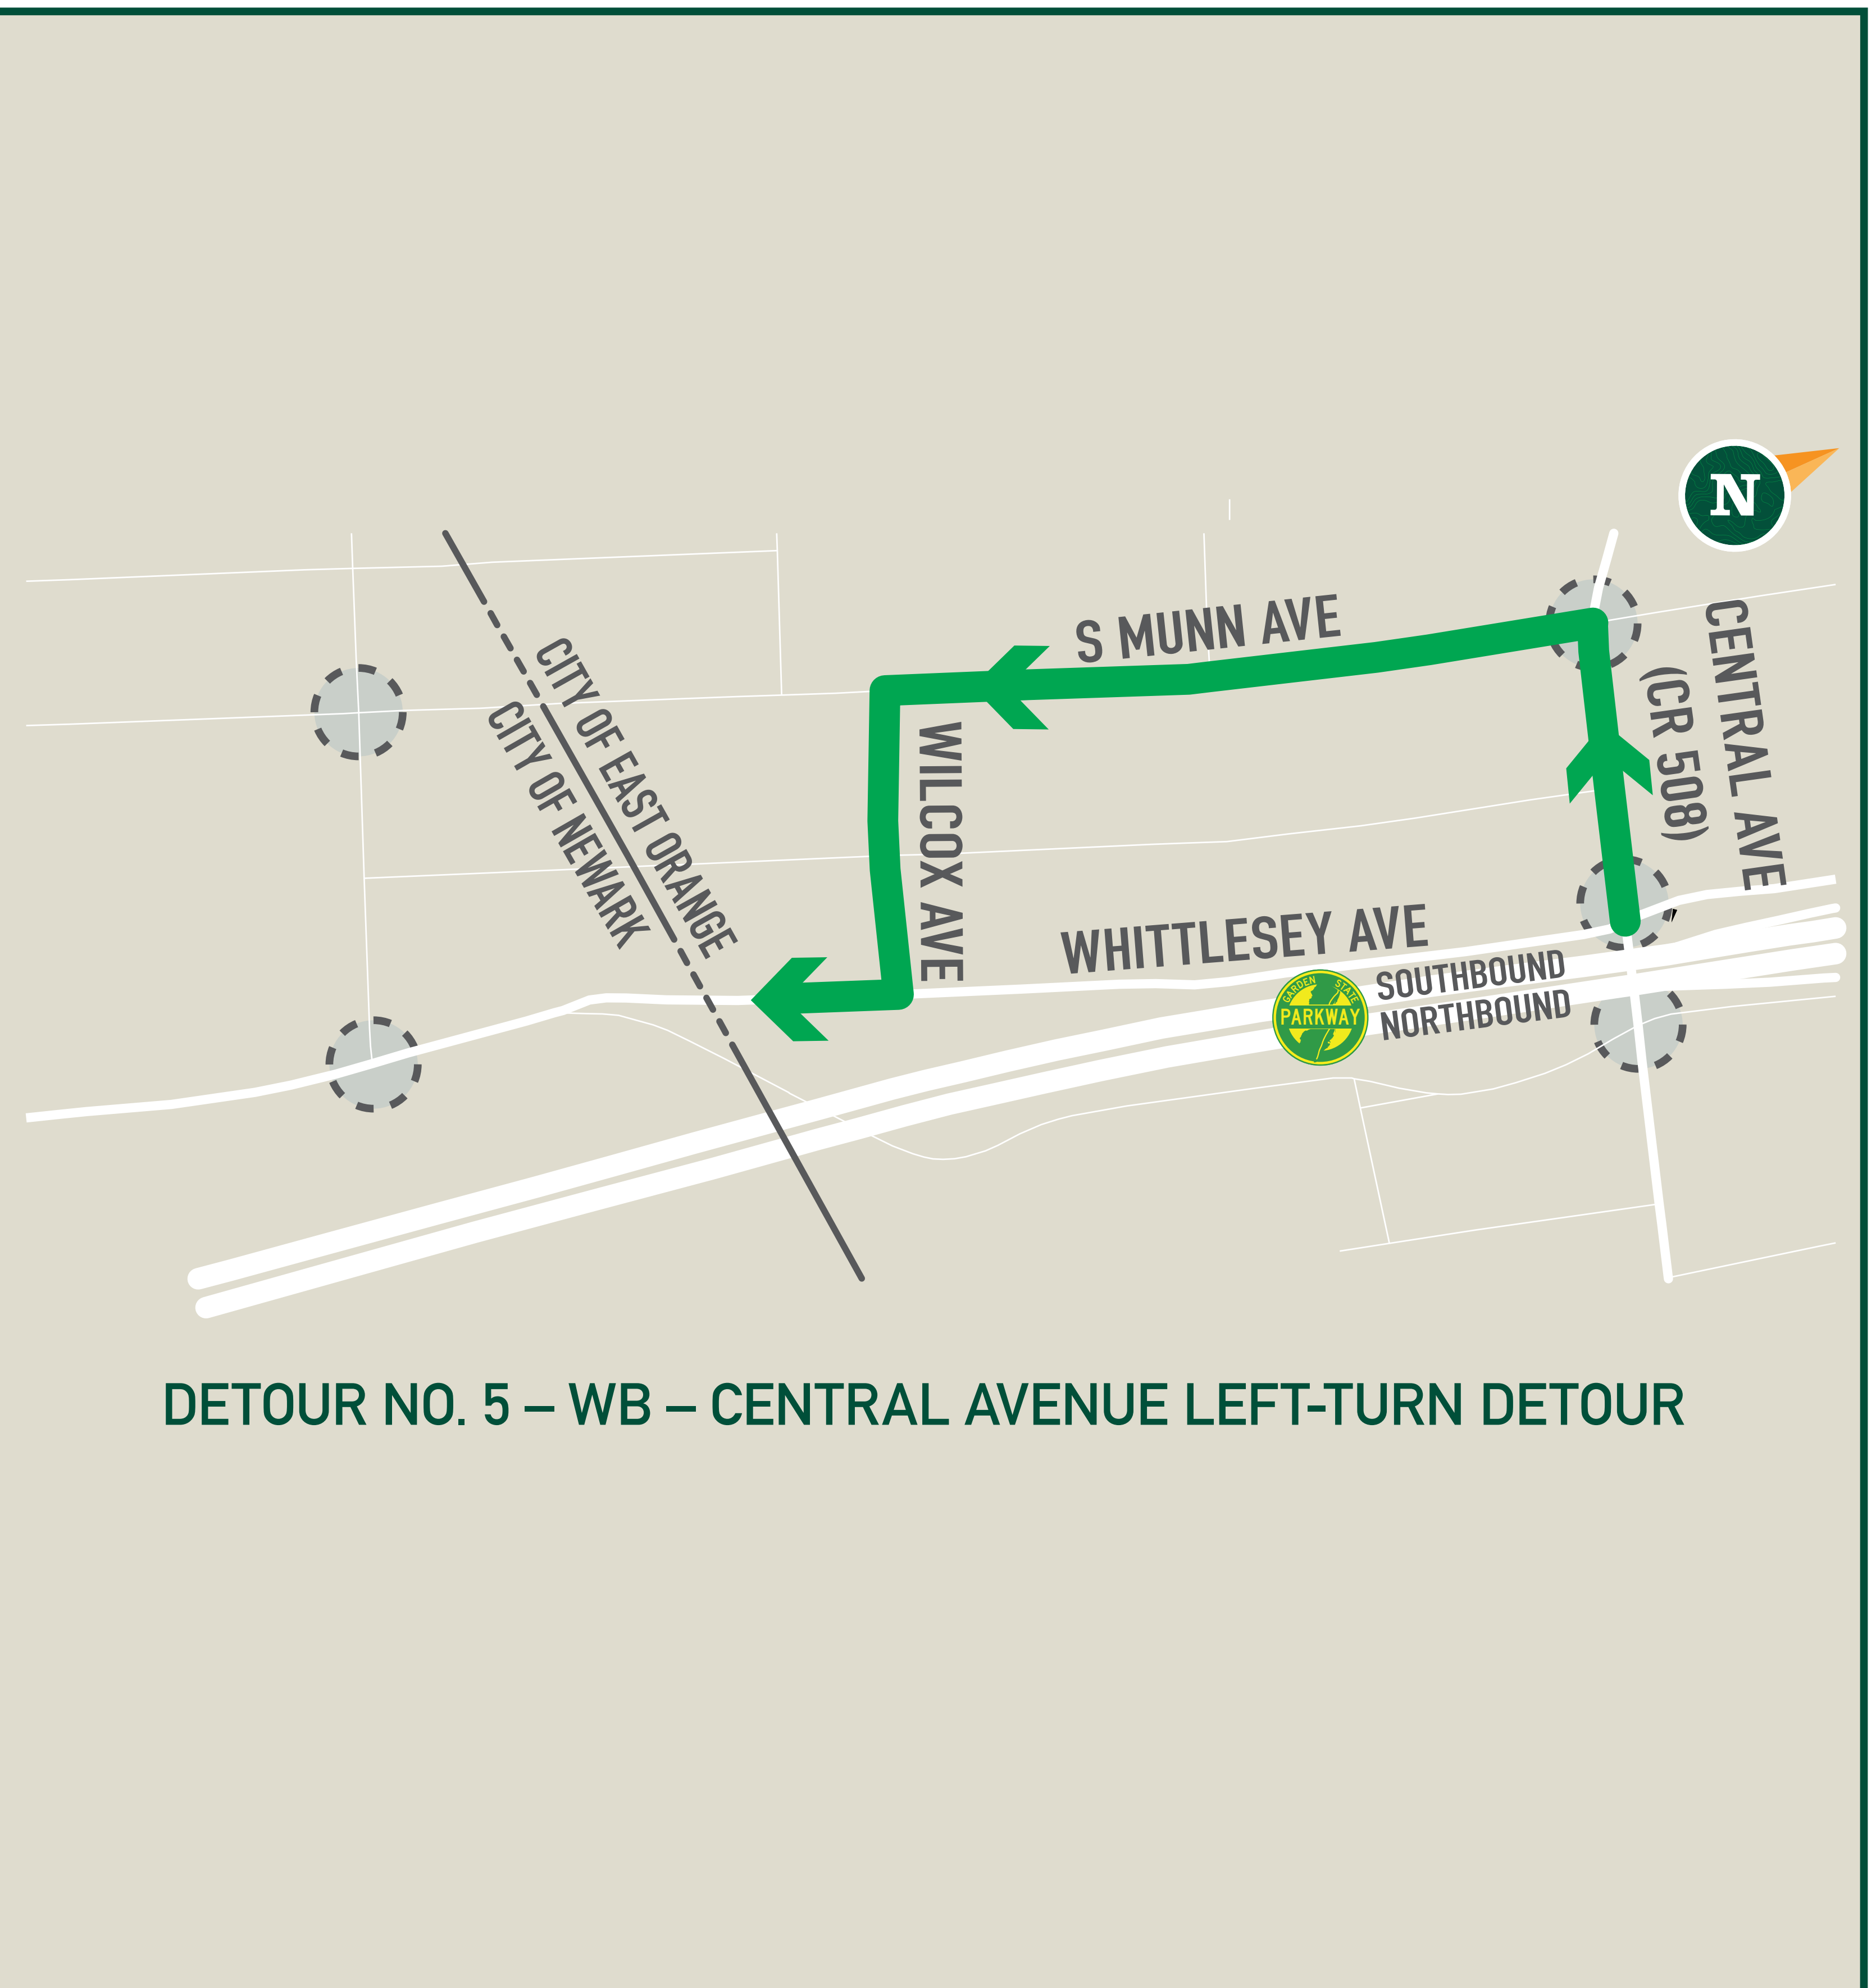 N
S MUNN AVE
CENTRAL AVE
(CR 508)
CITY OF EAST ORANGE
CITY OF NEWARK
WILCOX AVE
WHITTLESEY AVE
GARDEN STATE
PARKWAY
SOUTHBOUND
NORTHBOUND
DETOUR NO. 5 – WB – CENTRAL AVENUE LEFT-TURN DETOUR